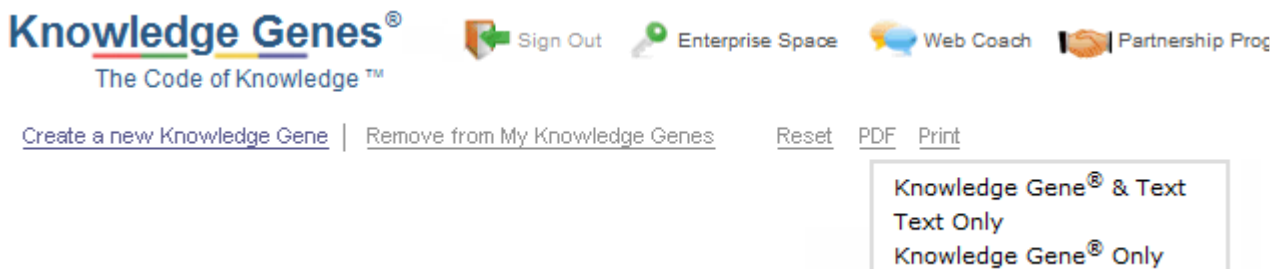 Knowledge Genes®
Sign Out Enterprise Space Web Coach Partnership Prog
The Code of Knowledge ™
Create a new Knowledge Gene | Remove from My Knowledge Genes Reset PDF Print
Knowledge Gene® & Text
Text Only
Knowledge Gene® Only